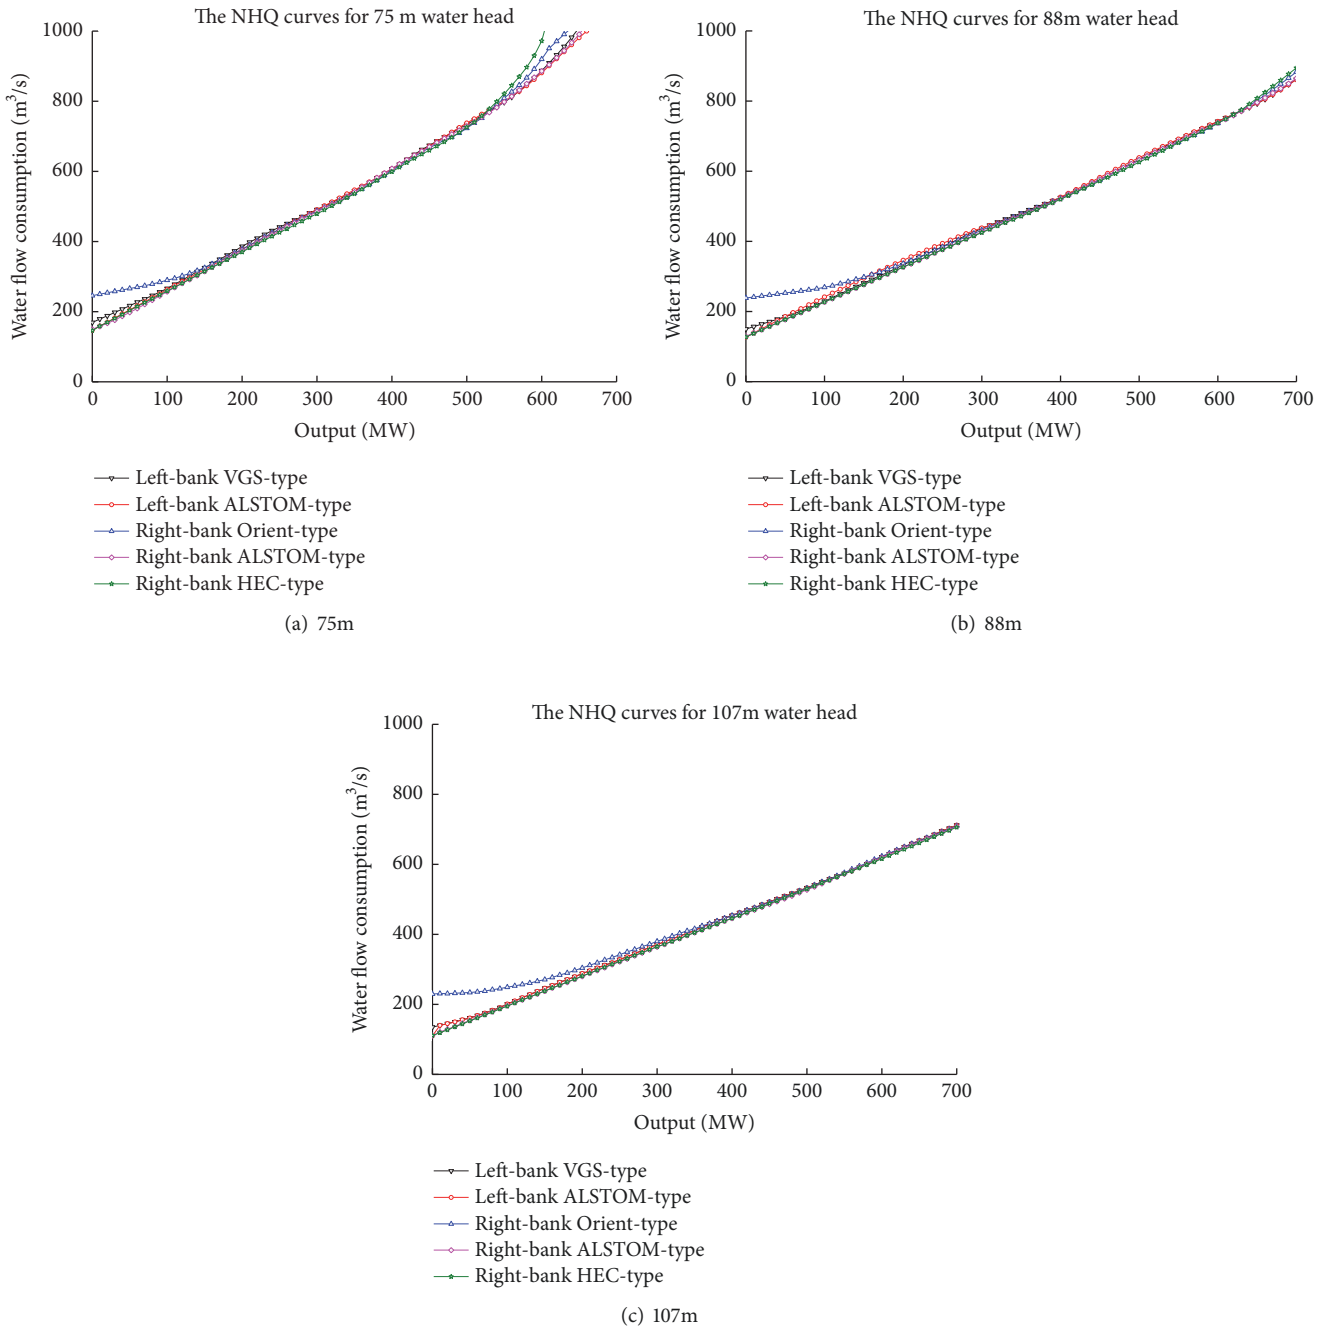 The NHQ curves for 75 m water head
Water flow consumption (m³/s)
1000
800
600
400
200
0
0 100 200 300 400 500 600 700
Output (MW)
Left-bank VGS-type
Left-bank ALSTOM-type
Right-bank Orient-type
Right-bank ALSTOM-type
Right-bank HEC-type
(a) 75m
The NHQ curves for 88m water head
Water flow consumption (m³/s)
1000
800
600
400
200
0
0 100 200 300 400 500 600 700
Output (MW)
Left-bank VGS-type
Left-bank ALSTOM-type
Right-bank Orient-type
Right-bank ALSTOM-type
Right-bank HEC-type
(b) 88m
The NHQ curves for 107m water head
Water flow consumption (m³/s)
1000
800
600
400
200
0
0 100 200 300 400 500 600 700
Output (MW)
Left-bank VGS-type
Left-bank ALSTOM-type
Right-bank Orient-type
Right-bank ALSTOM-type
Right-bank HEC-type
(c) 107m